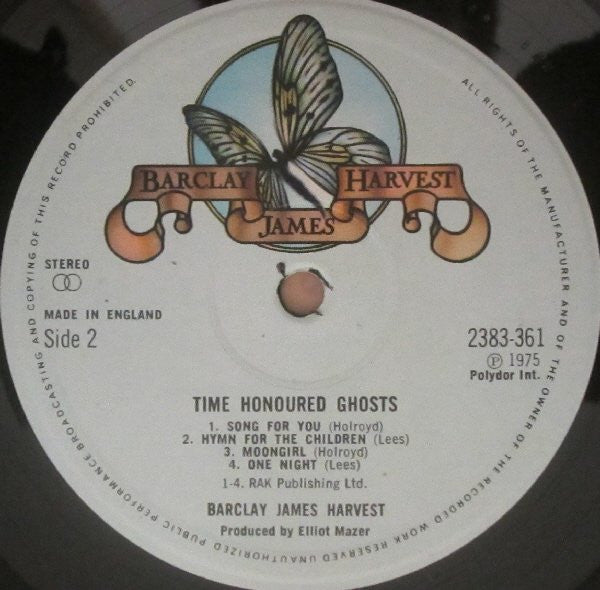 BARCLAY
JAMES
HARVEST
STEREO
MADE IN ENGLAND
Side 2
2383-361
Ⓟ 1975
Polydor Int.
TIME HONOURED GHOSTS
1. SONG FOR YOU (Holroyd)
2. HYMN FOR THE CHILDREN (Lees)
3. MOONGIRL (Holroyd)
4. ONE NIGHT (Lees)
1-4. RAK Publishing Ltd.
BARCLAY JAMES HARVEST
Produced by Elliot Mazer
ALL RIGHTS OF THE MANUFACTURER AND OF THE OWNER OF THE RECORDED WORK RESERVED UNAUTHORIZED PUBLIC PERFORMANCE BROADCASTING AND COPYING OF THIS RECORD PROHIBITED.